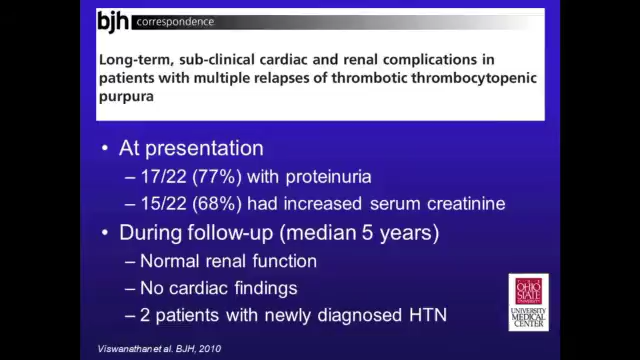 bjh correspondence
Long-term, sub-clinical cardiac and renal complications in
patients with multiple relapses of thrombotic thrombocytopenic
purpura
• At presentation
– 17/22 (77%) with proteinuria
– 15/22 (68%) had increased serum creatinine
• During follow-up (median 5 years)
– Normal renal function
– No cardiac findings
– 2 patients with newly diagnosed HTN
OHIO
STATE
UNIVERSITY
UNIVERSITY
MEDICAL
CENTER
Viswanathan et al. BJH, 2010